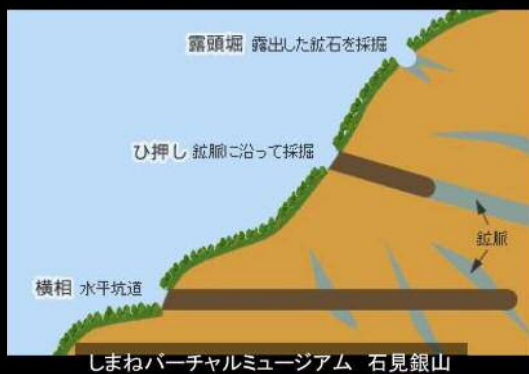 露頭堀 露出した鉱石を採掘
ひ押し 鉱脈に沿って採掘
鉱脈
横相 水平坑道
しまねバーチャルミュージアム 石見銀山